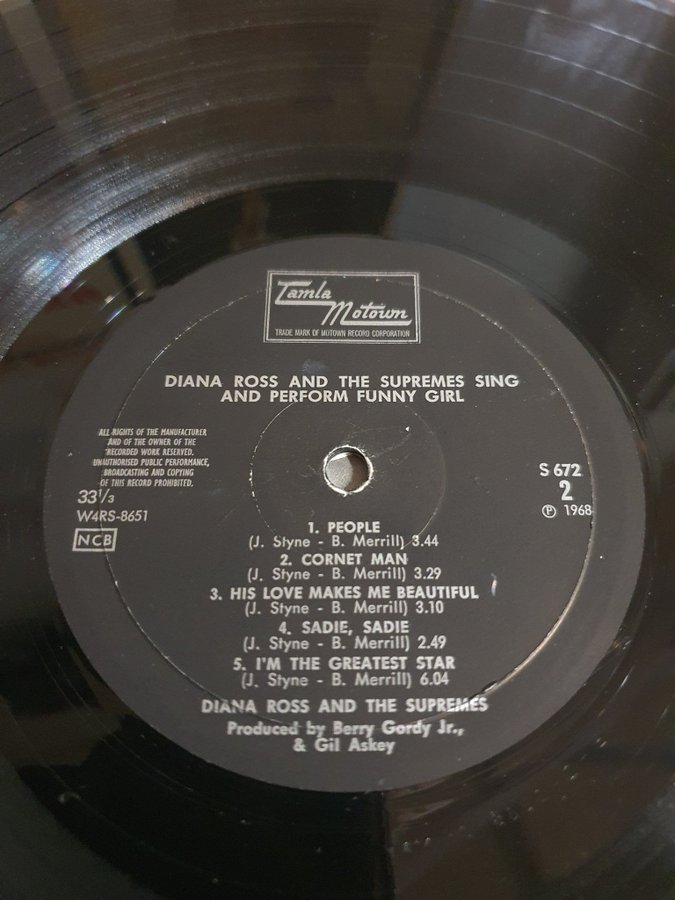 Tamla
Motown
TRADE MARK OF MOTOWN RECORD CORPORATION
DIANA ROSS AND THE SUPREMES SING
AND PERFORM FUNNY GIRL
ALL RIGHTS OF THE MANUFACTURER
AND OF THE OWNER OF THE
RECORDED WORK RESERVED.
UNAUTHORISED PUBLIC PERFORMANCE,
BROADCASTING AND COPYING
OF THIS RECORD PROHIBITED.
33 1/3
W4RS-8651
NCB
S 672
2
℗ 1968
1. PEOPLE
(J. Styne - B. Merrill) 3.44
2. CORNET MAN
(J. Styne - B. Merrill) 3.29
3. HIS LOVE MAKES ME BEAUTIFUL
(J. Styne - B. Merrill) 3.10
4. SADIE, SADIE
(J. Styne - B. Merrill) 2.49
5. I'M THE GREATEST STAR
(J. Styne - B. Merrill) 6.04
DIANA ROSS AND THE SUPREMES
Produced by Berry Gordy Jr.,
& Gil Askey